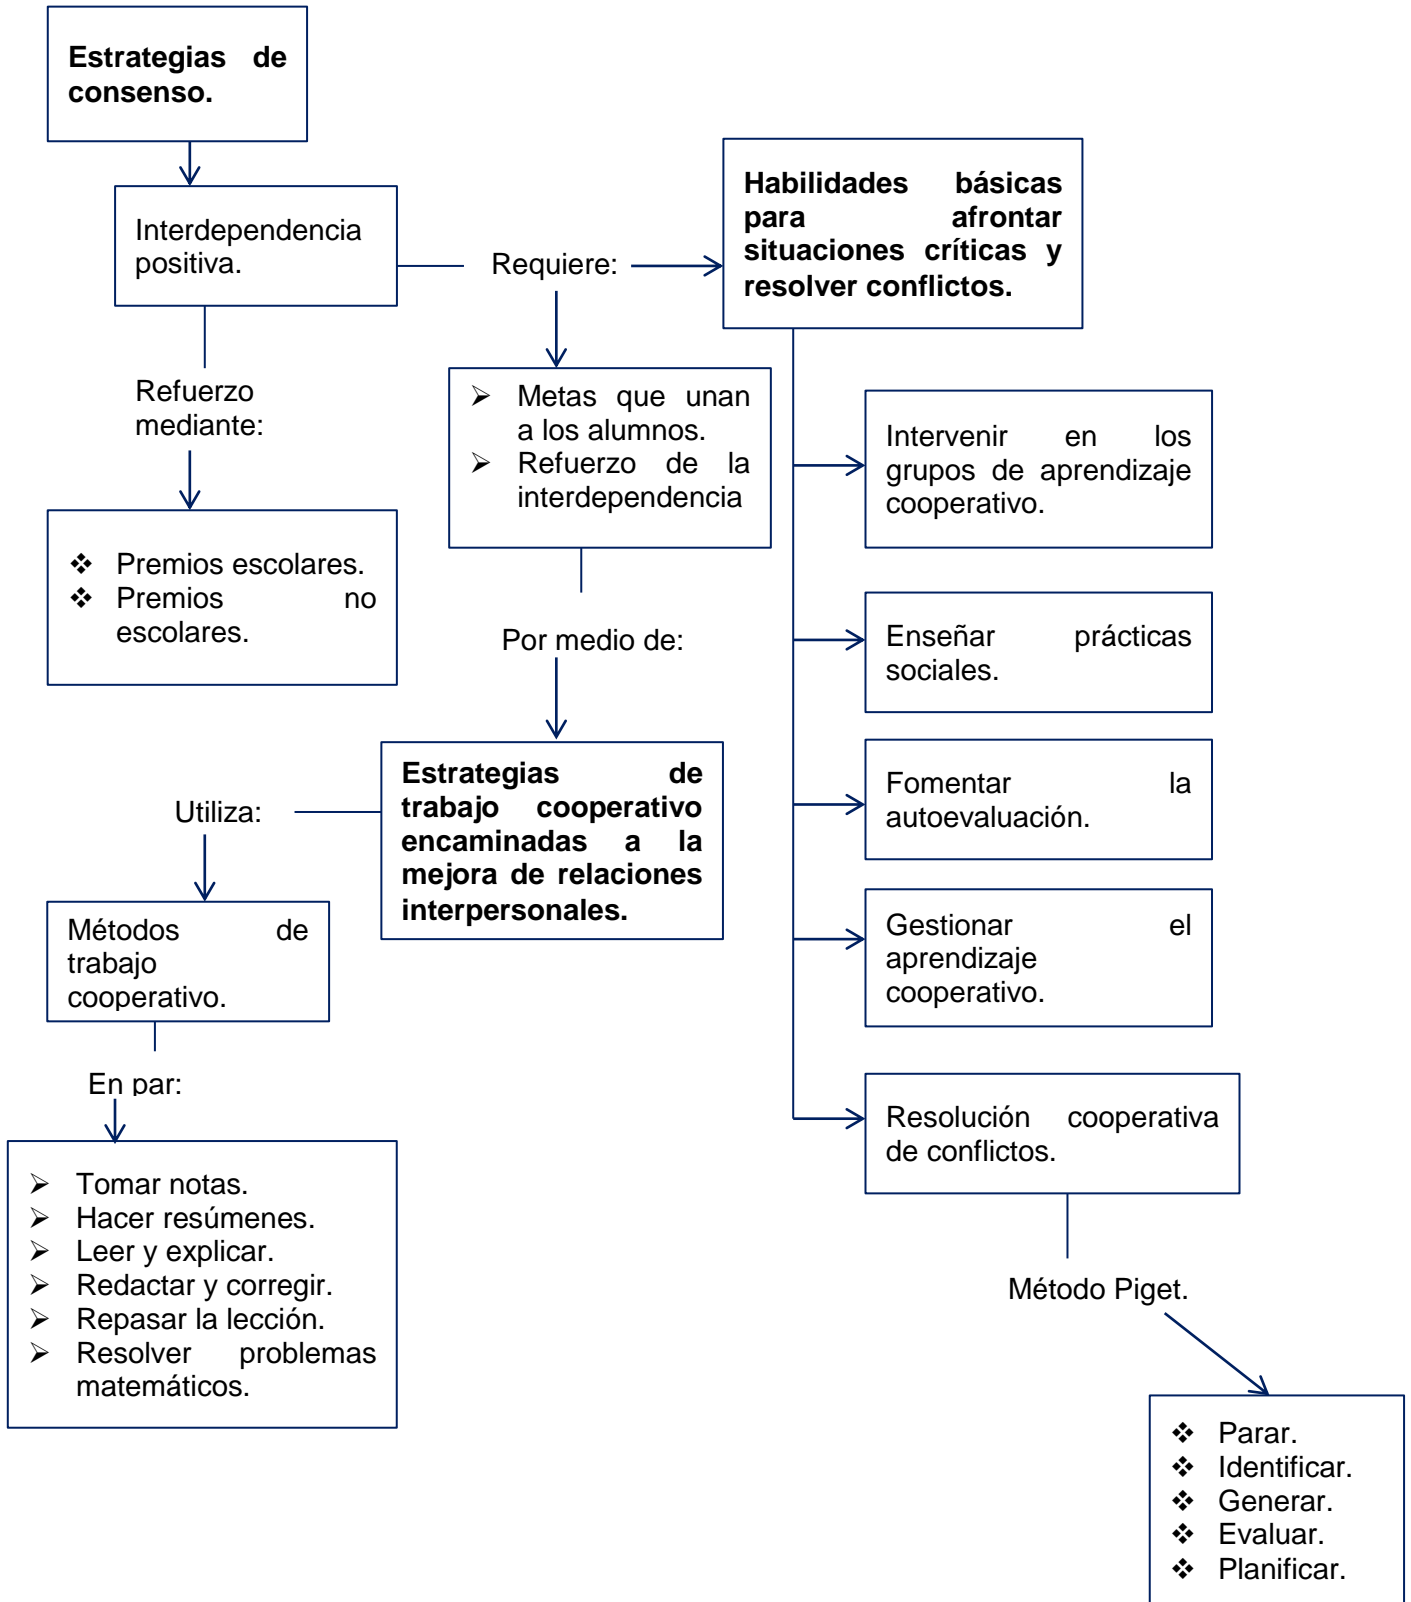 Estrategias de
consenso.
Interdependencia
positiva.
Requiere:
Habilidades básicas
para afrontar
situaciones críticas y
resolver conflictos.
Refuerzo
mediante:
➢ Metas que unan
a los alumnos.
➢ Refuerzo de la
interdependencia
Intervenir en los
grupos de aprendizaje
cooperativo.
❖ Premios escolares.
❖ Premios no
escolares.
Por medio de:
Enseñar prácticas
sociales.
Utiliza:
Estrategias de
trabajo cooperativo
encaminadas a la
mejora de relaciones
interpersonales.
Fomentar la
autoevaluación.
Métodos de
trabajo
cooperativo.
Gestionar el
aprendizaje
cooperativo.
En par:
Resolución cooperativa
de conflictos.
➢ Tomar notas.
➢ Hacer resúmenes.
➢ Leer y explicar.
➢ Redactar y corregir.
➢ Repasar la lección.
➢ Resolver problemas
matemáticos.
Método Piget.
❖ Parar.
❖ Identificar.
❖ Generar.
❖ Evaluar.
❖ Planificar.